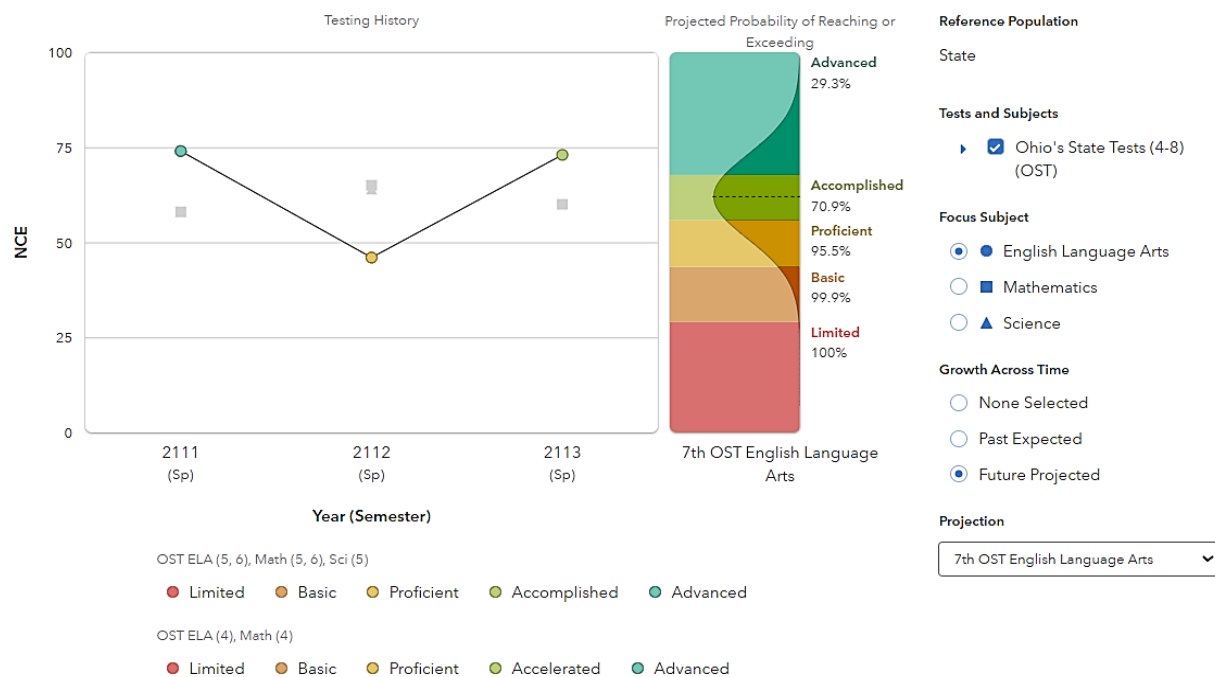 Testing History
Projected Probability of Reaching or
Exceeding
100
75
50
25
0
NCE
2111
(Sp)
2112
(Sp)
2113
(Sp)
Year (Semester)
Advanced
29.3%
Accomplished
70.9%
Proficient
95.5%
Basic
99.9%
Limited
100%
7th OST English Language
Arts
OST ELA (5, 6), Math (5, 6), Sci (5)
Limited Basic Proficient Accomplished Advanced
OST ELA (4), Math (4)
Limited Basic Proficient Accelerated Advanced
Reference Population
State
Tests and Subjects
Ohio's State Tests (4-8)
(OST)
Focus Subject
English Language Arts
Mathematics
Science
Growth Across Time
None Selected
Past Expected
Future Projected
Projection
7th OST English Language Arts